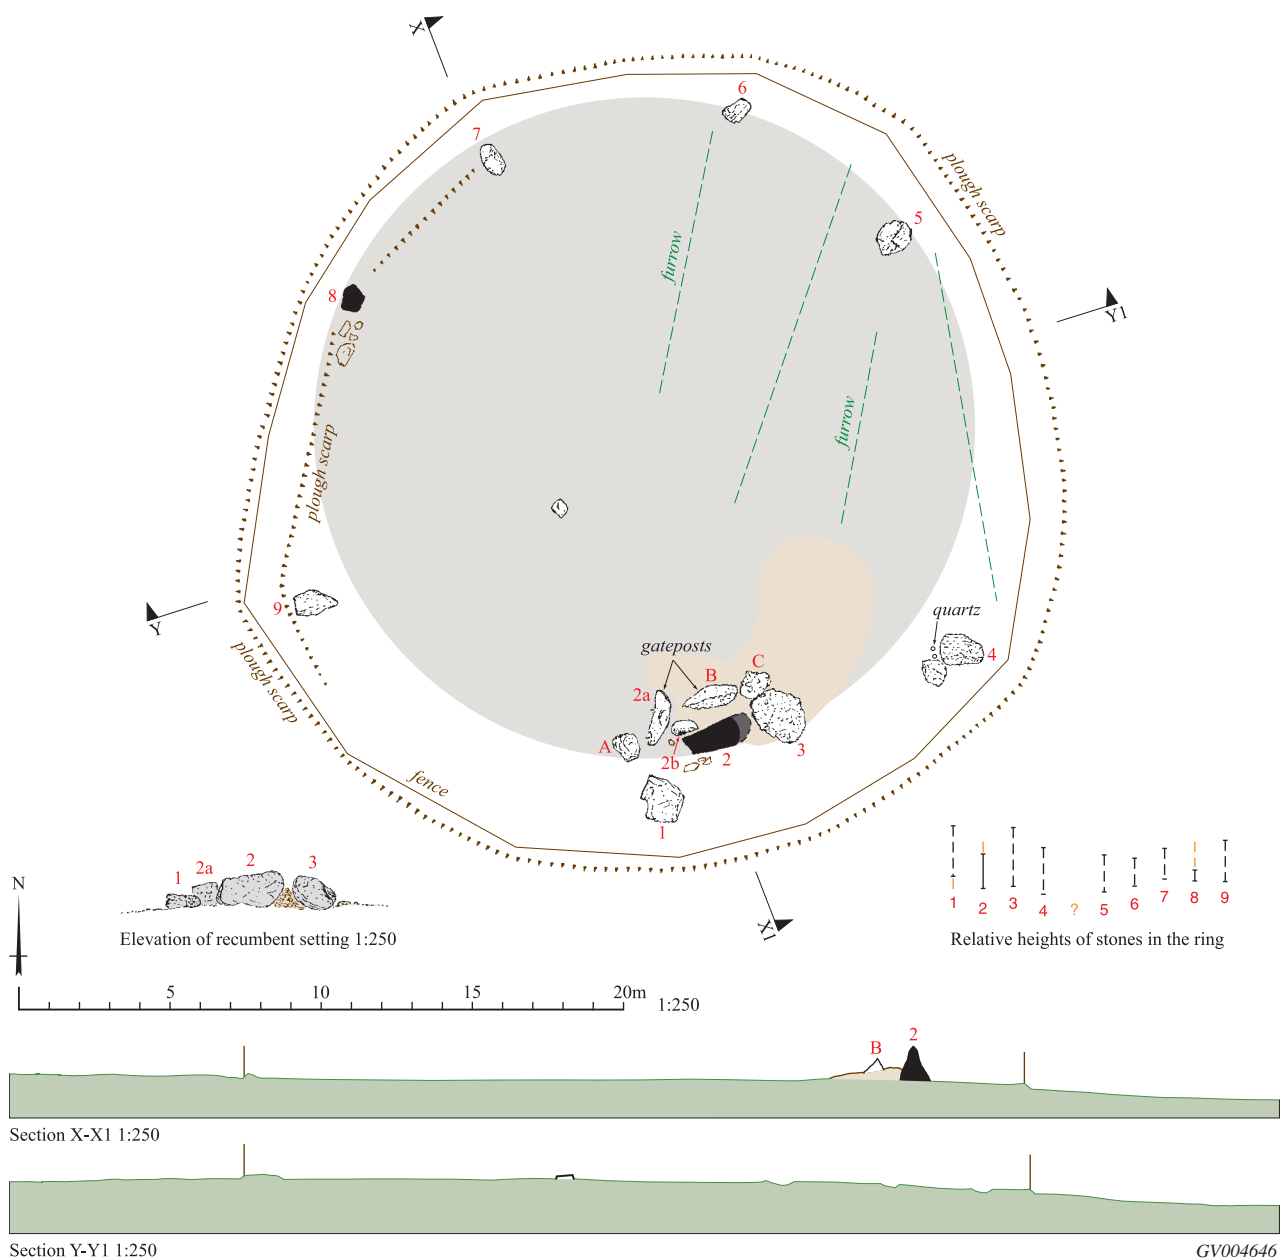 X
6
7
plough scarp
5
furrow
8
Y1
furrow
plough scarp
quartz
9
Y
gateposts
4
C
B
2a
plough scarp
A
2b
2
3
fence
1
X1
N
1
2a
2
3
Elevation of recumbent setting 1:250
1
2
3
4
?
5
6
7
8
9
Relative heights of stones in the ring
5
10
15
20m
1:250
B
2
Section X-X1 1:250
Section Y-Y1 1:250
GV004646